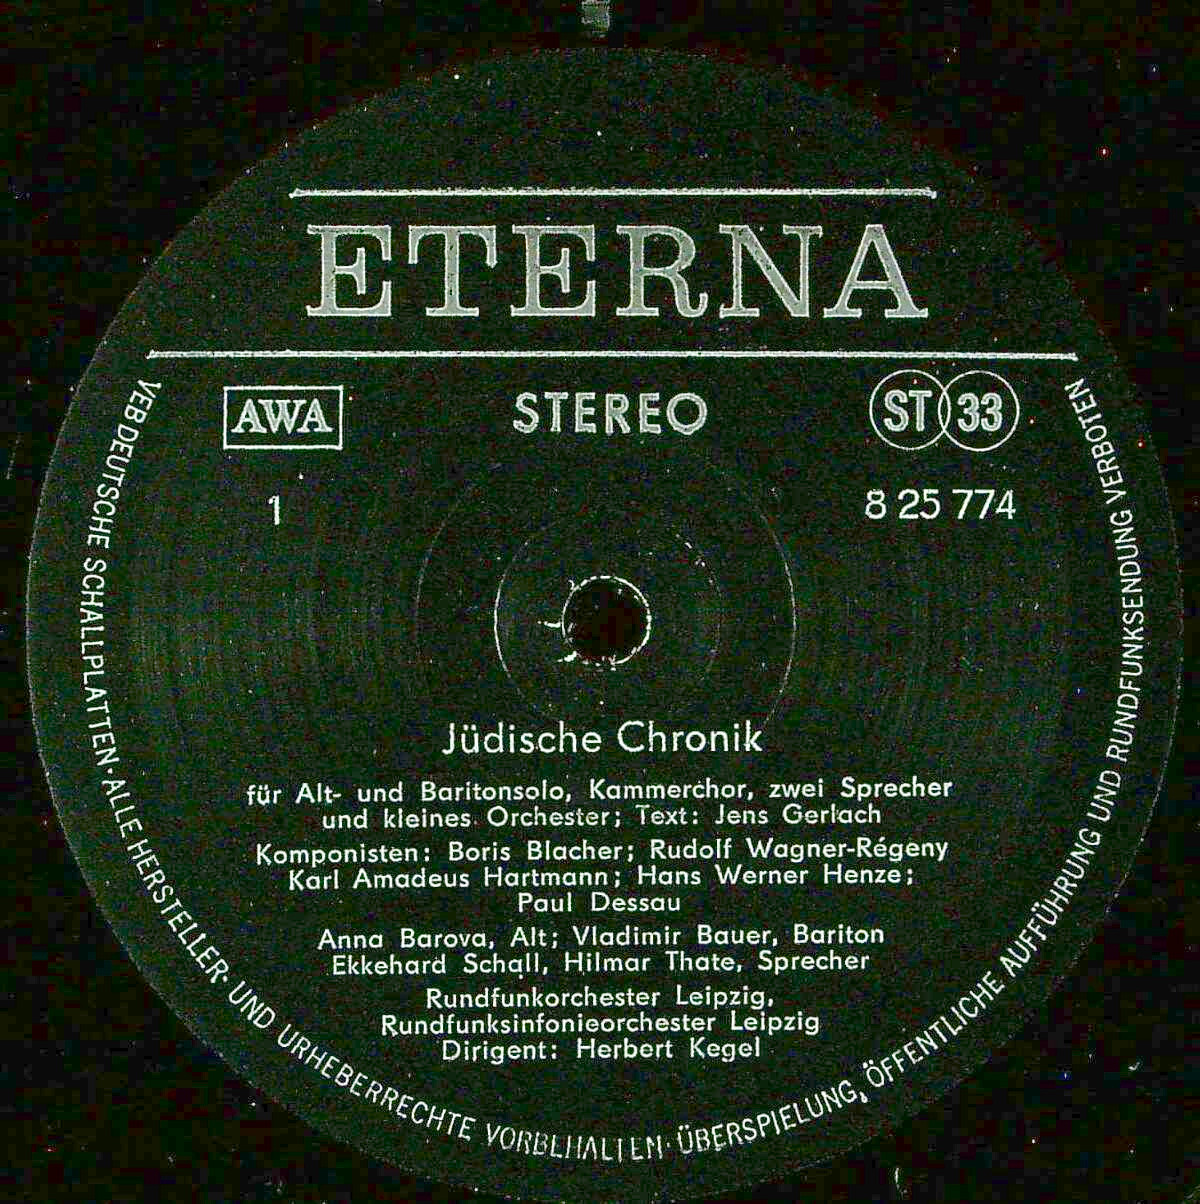 ETERNA
AWA
STEREO
ST 33
1
8 25 774
Jüdische Chronik
für Alt- und Baritonsolo, Kammerchor, zwei Sprecher
und kleines Orchester; Text: Jens Gerlach
Komponisten: Boris Blacher; Rudolf Wagner-Régeny
Karl Amadeus Hartmann; Hans Werner Henze;
Paul Dessau
Anna Barova, Alt; Vladimir Bauer, Bariton
Ekkehard Schall, Hilmar Thate, Sprecher
Rundfunkorchester Leipzig,
Rundfunksinfonieorchester Leipzig
Dirigent: Herbert Kegel
VEB DEUTSCHE SCHALLPLATTEN · ALLE HERSTELLER- UND URHEBERRECHTE VORBEHALTEN · ÜBERSPIELUNG, ÖFFENTLICHE AUFFÜHRUNG UND RUNDFUNKSENDUNG VERBOTEN